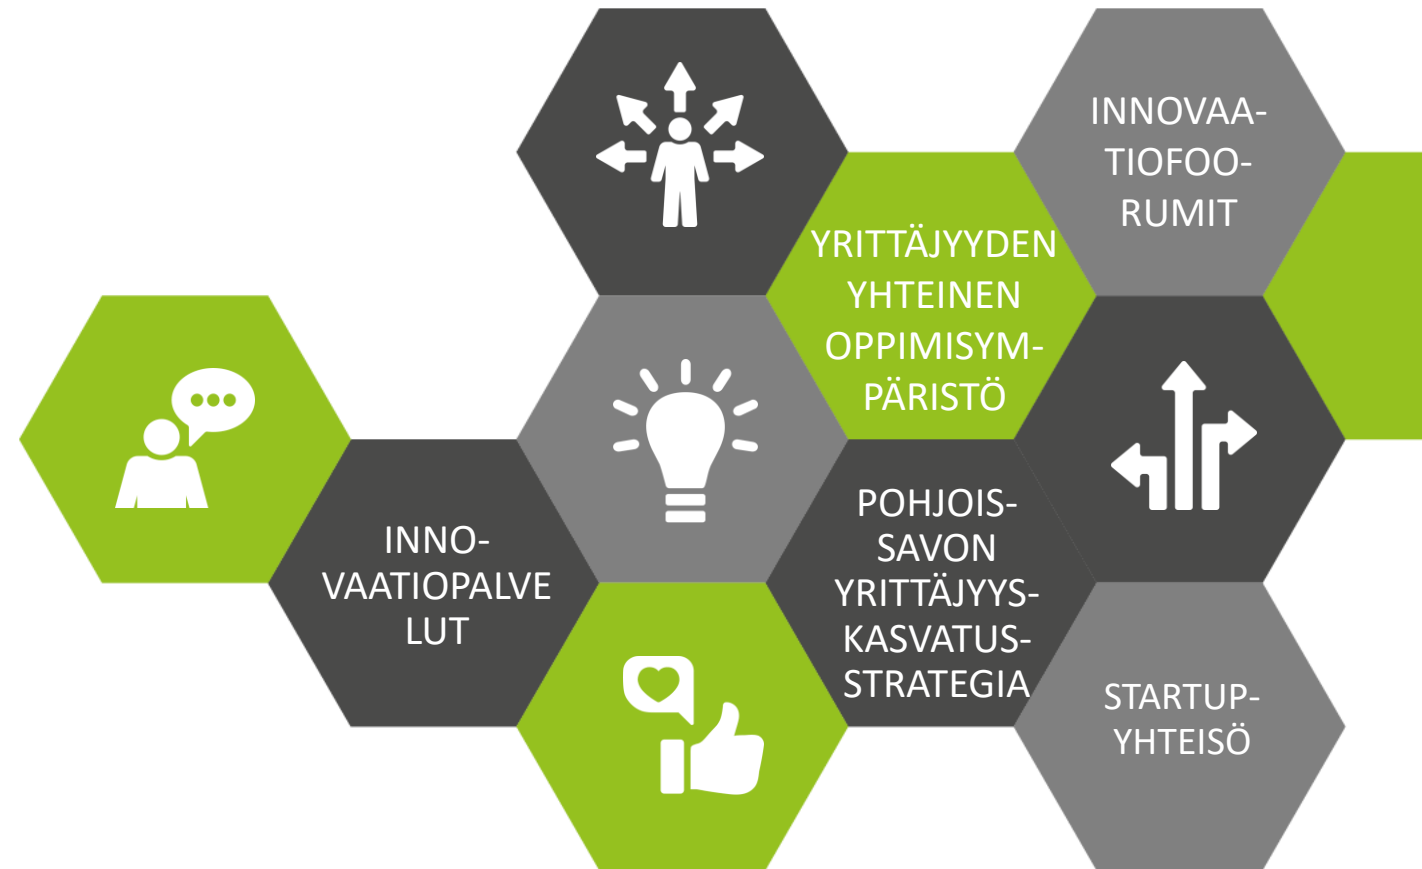 INNOVAA-
TIOFOO-
RUMIT
YRITTÄJYYDEN
YHTEINEN
OPPIMISYM-
PÄRISTÖ
INNO-
VAATIOPALVE
LUT
POHJOIS-
SAVON
YRITTÄJYYS-
KASVATUS-
STRATEGIA
STARTUP-
YHTEISÖ